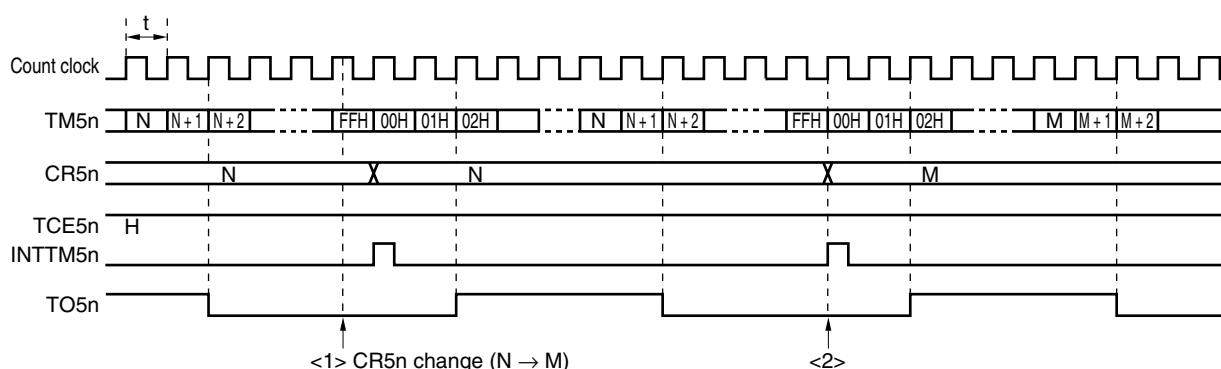 t
Count clock
TM5n N N + 1 N + 2 FFH 00H 01H 02H N N + 1 N + 2 FFH 00H 01H 02H M M + 1 M + 2
CR5n N N M
TCE5n H
INTTM5n
TO5n
<1> CR5n change (N → M) <2>